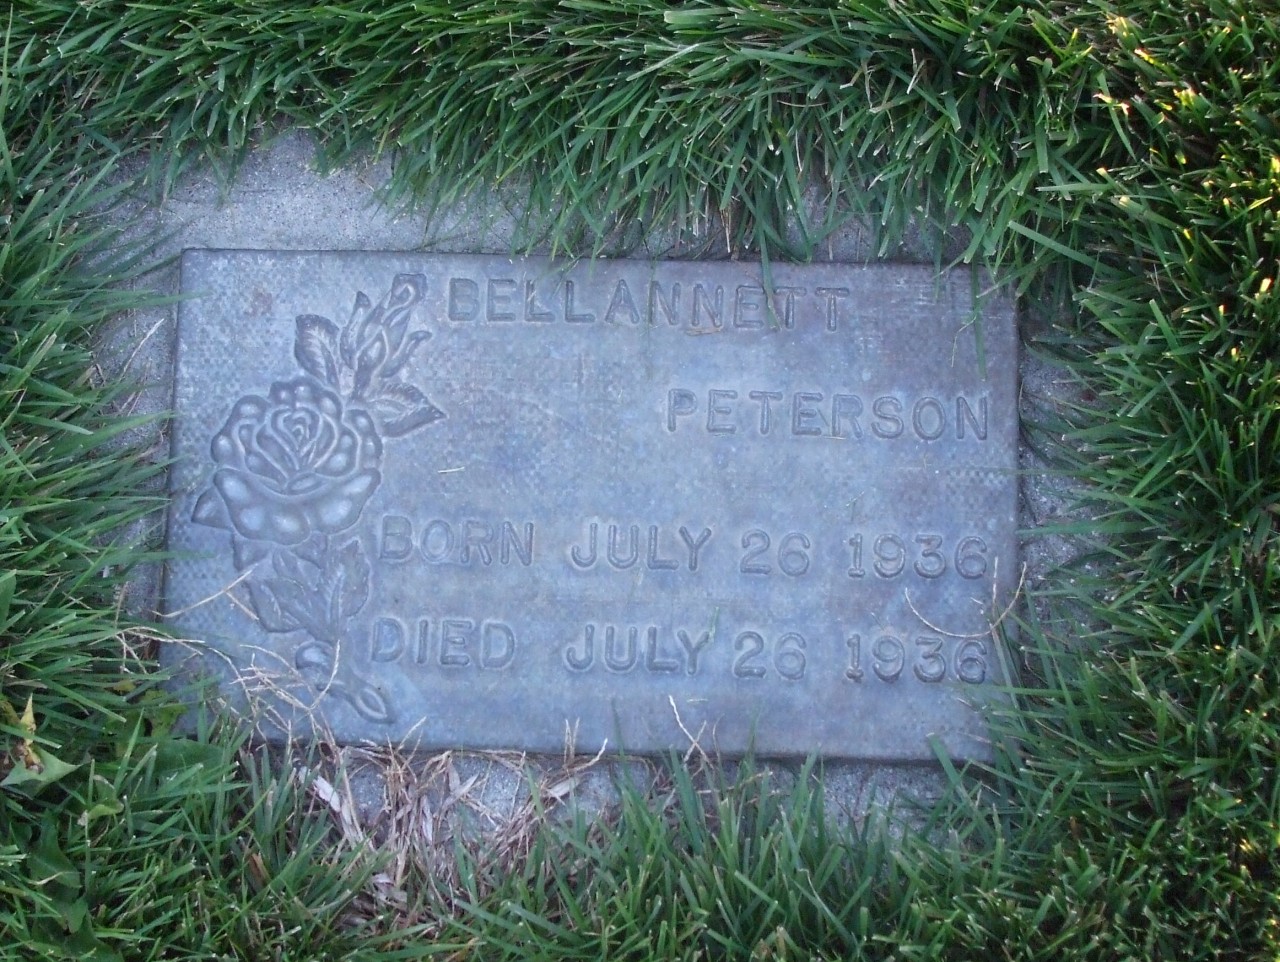 BELLANNETT
PETERSON
BORN JULY 26 1936
DIED JULY 26 1936